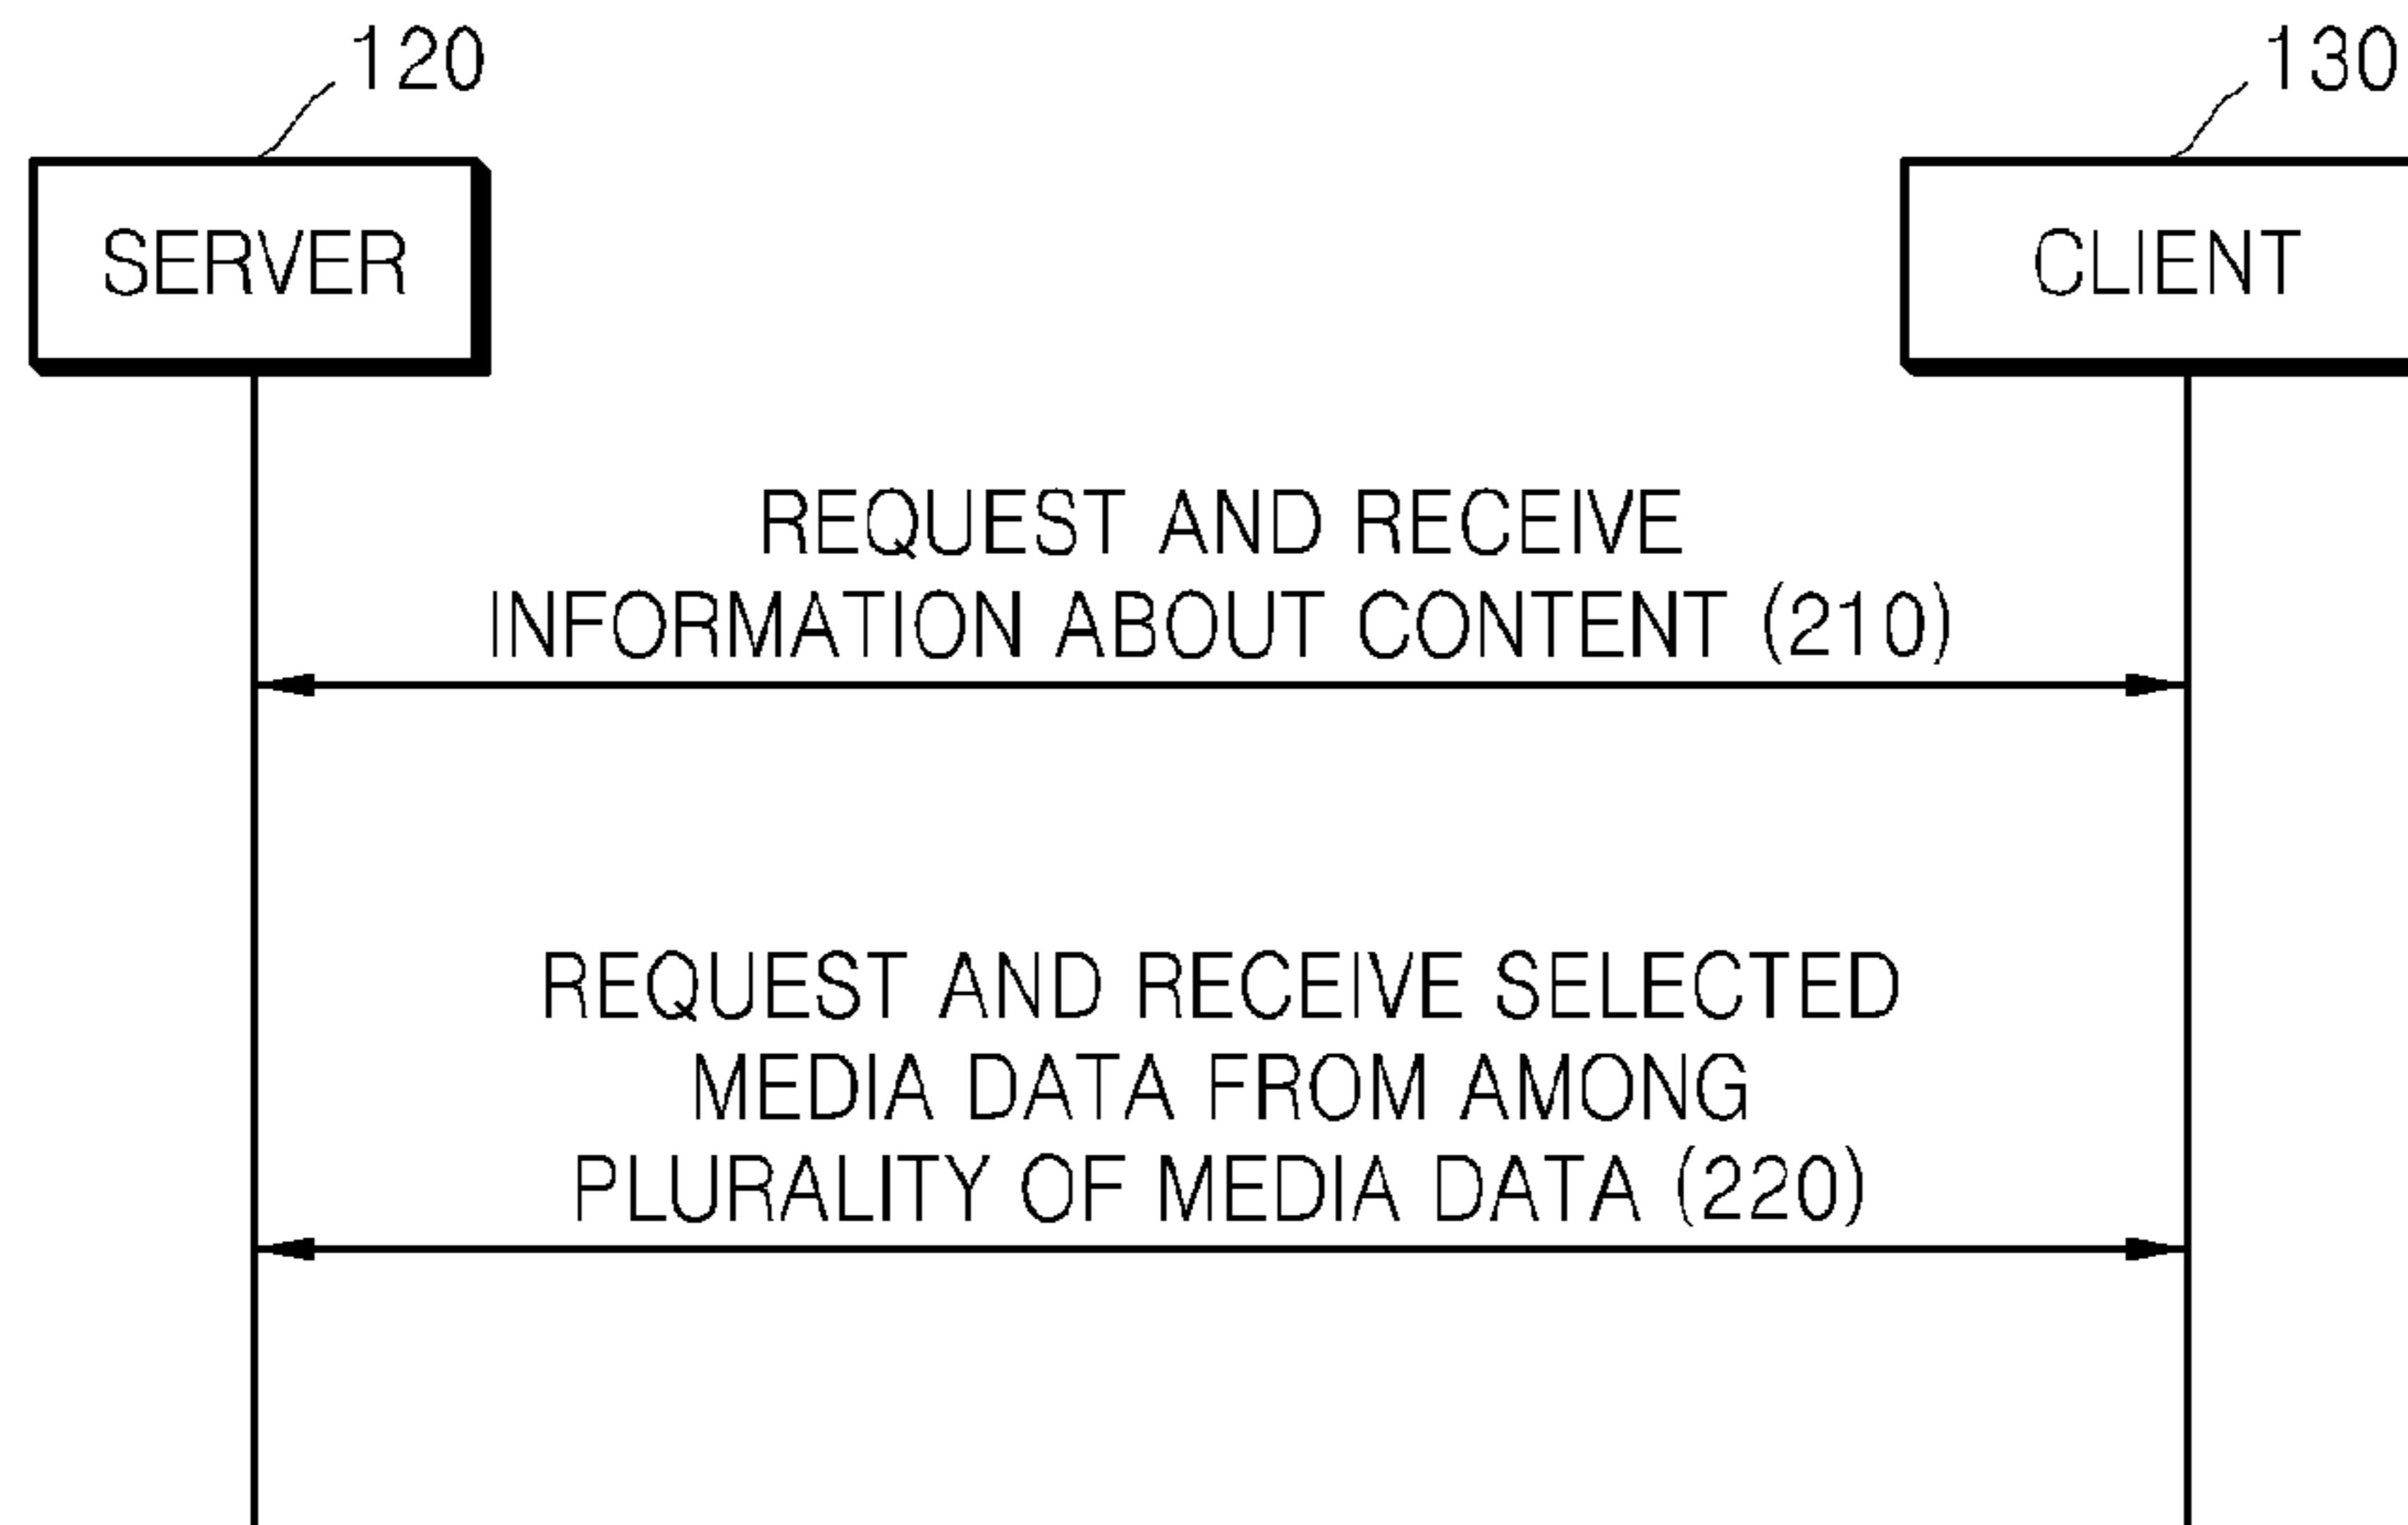 120
130
SERVER
CLIENT
REQUEST AND RECEIVE
INFORMATION ABOUT CONTENT (210)
REQUEST AND RECEIVE SELECTED
MEDIA DATA FROM AMONG
PLURALITY OF MEDIA DATA (220)